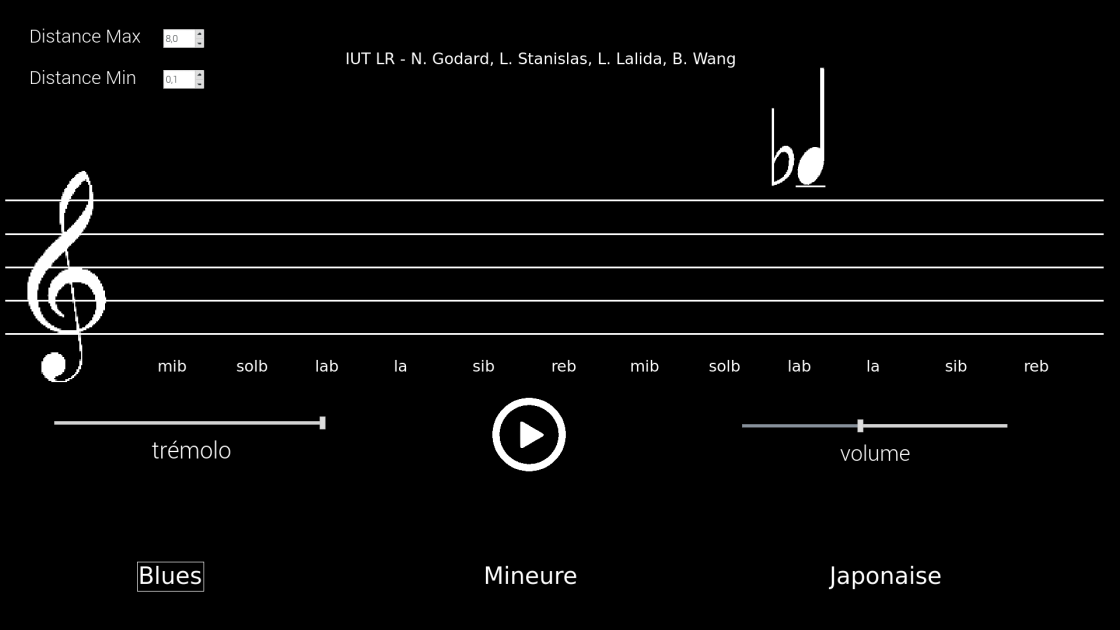 Distance Max 8,0
IUT LR - N. Godard, L. Stanislas, L. Lalida, B. Wang
Distance Min 0,1
mib solb lab la sib reb mib solb lab la sib reb
trémolo volume
Blues Mineure Japonaise